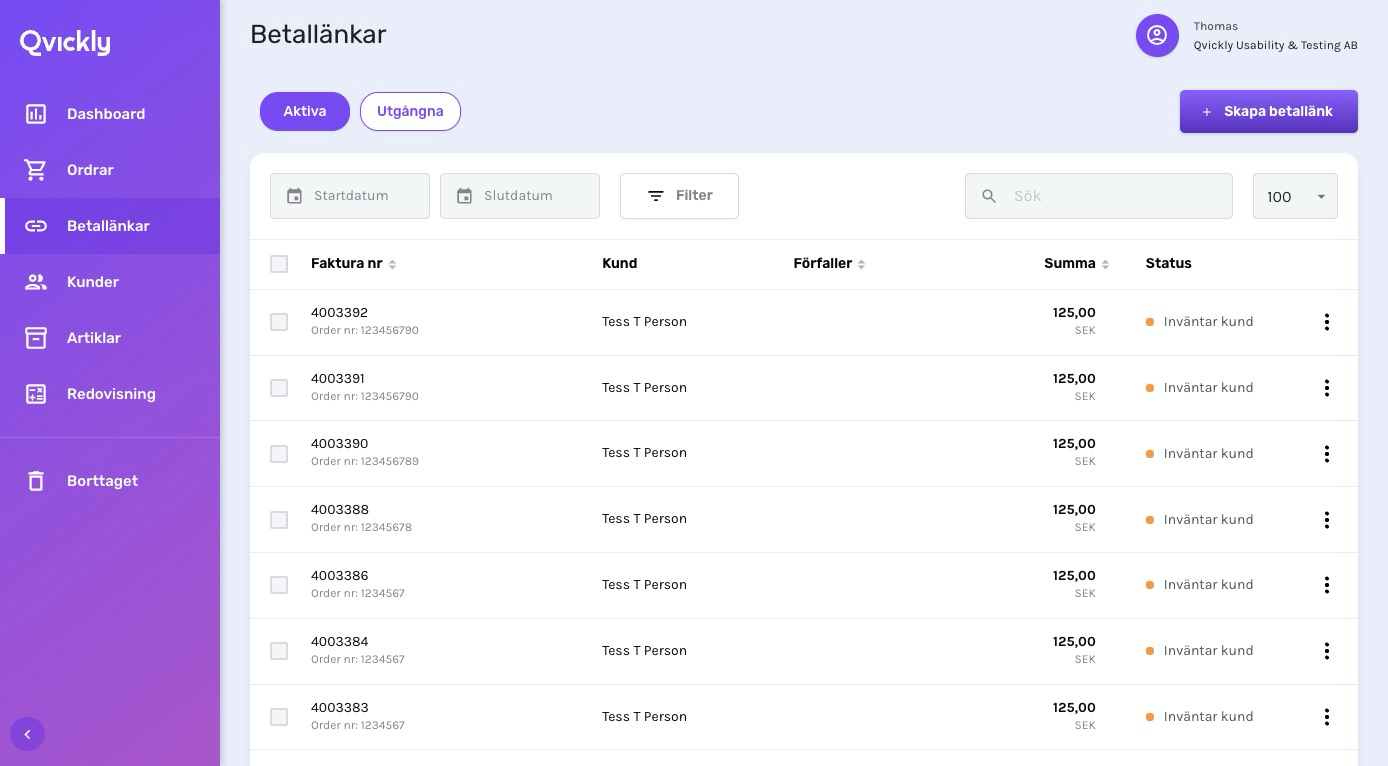 Qvickly
Dashboard
Ordrar
Betallänkar
Kunder
Artiklar
Redovisning
Borttaget
Betallänkar
Thomas
Qvickly Usability & Testing AB
Aktiva
Utgångna
+ Skapa betallänk
Startdatum
Slutdatum
Filter
Sök
100
Faktura nr Kund Förfaller Summa Status
4003392
Order nr: 123456790
Tess T Person
125,00
SEK
Inväntar kund
4003391
Order nr: 123456790
Tess T Person
125,00
SEK
Inväntar kund
4003390
Order nr: 123456789
Tess T Person
125,00
SEK
Inväntar kund
4003388
Order nr: 12345678
Tess T Person
125,00
SEK
Inväntar kund
4003386
Order nr: 1234567
Tess T Person
125,00
SEK
Inväntar kund
4003384
Order nr: 1234567
Tess T Person
125,00
SEK
Inväntar kund
4003383
Order nr: 1234567
Tess T Person
125,00
SEK
Inväntar kund